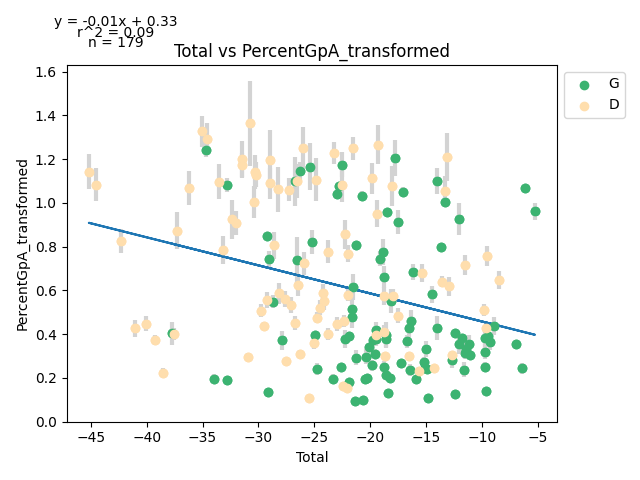 y = -0.01x + 0.33
r^2 = 0.09
n = 179
Total vs PercentGpA_transformed
G
D
PercentGpA_transformed
1.6
1.4
1.2
1.0
0.8
0.6
0.4
0.2
0.0
−45 −40 −35 −30 −25 −20 −15 −10 −5
Total